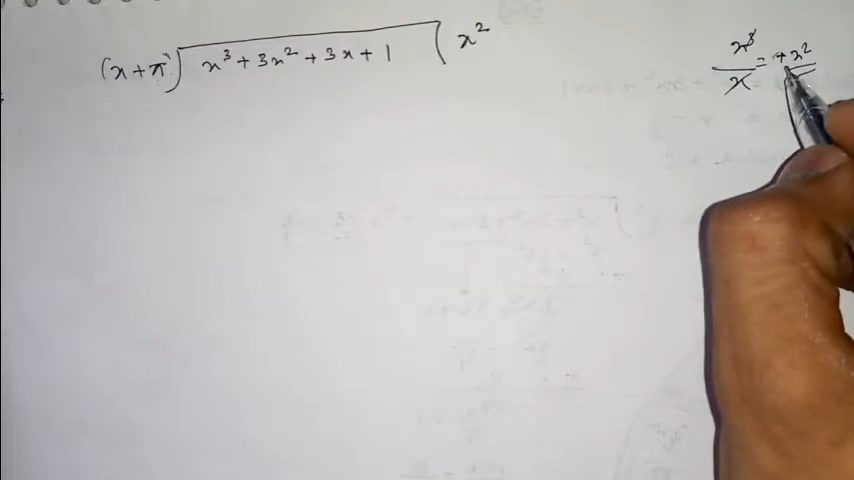 (x + π) x³ + 3x² + 3x + 1 ( x²
x³/x = + x²